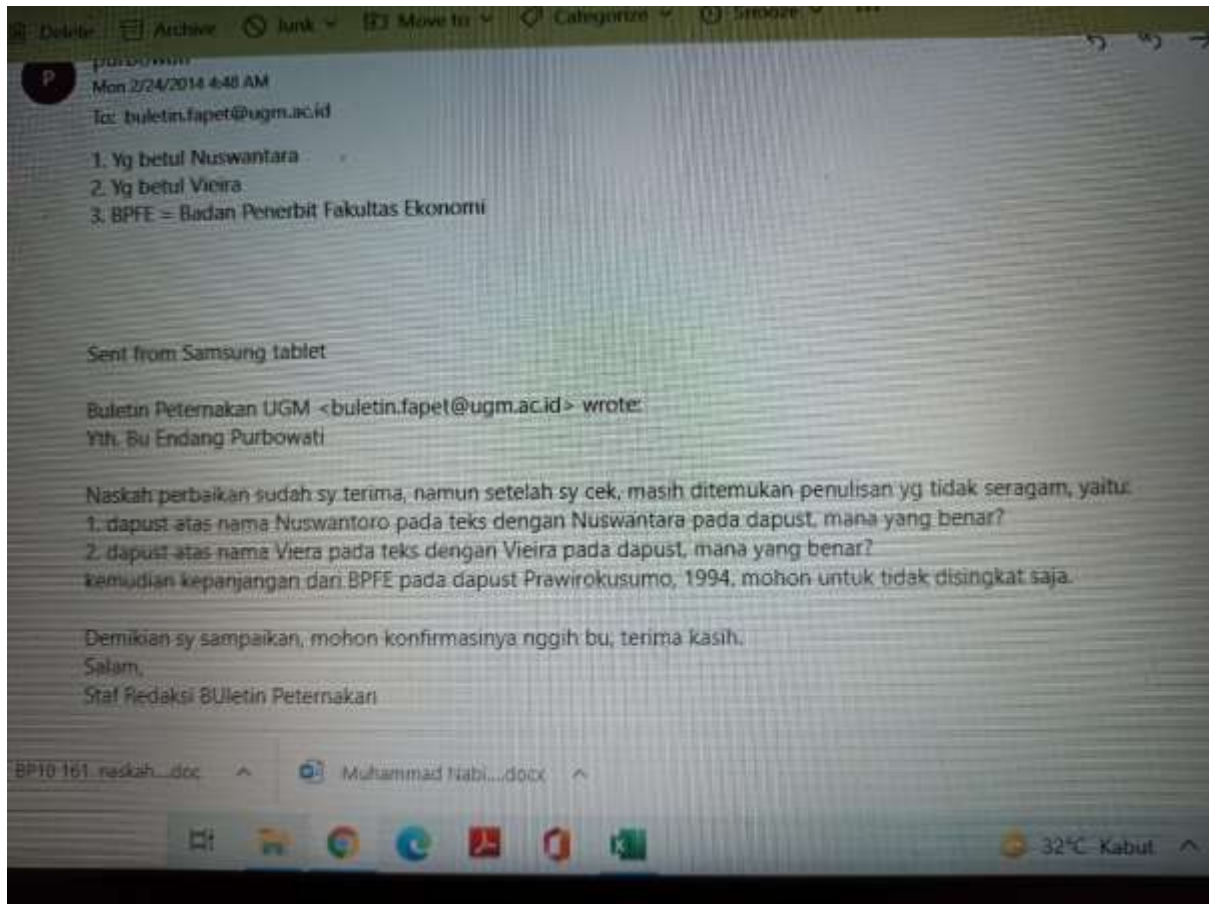 Delete Archive Junk Move to Categorize Snooze
P
purbowati
Mon 2/24/2014 4:48 AM
To: buletin.fapet@ugm.ac.id
1. Yg betul Nuswantara
2. Yg betul Vieira
3. BPFE = Badan Penerbit Fakultas Ekonomi
Sent from Samsung tablet
Buletin Peternakan UGM <buletin.fapet@ugm.ac.id> wrote:
Yth. Bu Endang Purbowati
Naskah perbaikan sudah sy terima, namun setelah sy cek, masih ditemukan penulisan yg tidak seragam, yaitu:
1. dapust atas nama Nuswantoro pada teks dengan Nuswantara pada dapust, mana yang benar?
2. dapust atas nama Viera pada teks dengan Vieira pada dapust, mana yang benar?
kemudian kepanjangan dari BPFE pada dapust Prawirokusumo, 1994, mohon untuk tidak disingkat saja.
Demikian sy sampaikan, mohon konfirmasinya nggih bu, terima kasih.
Salam,
Staf Redaksi BUletin Peternakan
BP10 161. naskah....doc Muhammad Nabi....docx
32°C Kabut